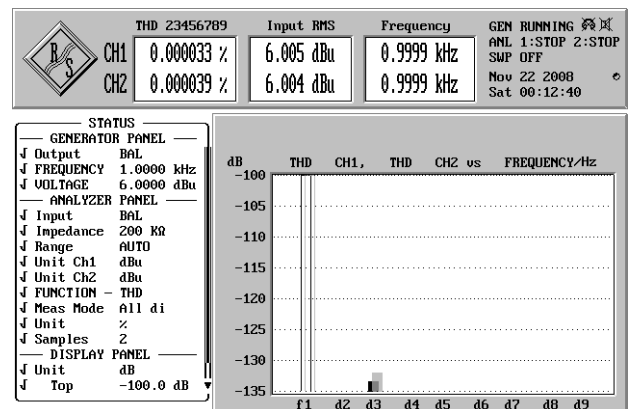 THD 23456789 Input RMS Frequency GEN RUNNING
R S CH1 0.000033 % 6.005 dBu 0.9999 kHz ANL 1:STOP 2:STOP
SWP OFF
CH2 0.000039 % 6.004 dBu 0.9999 kHz Nov 22 2008
Sat 00:12:40
STATUS
GENERATOR PANEL
Output BAL
FREQUENCY 1.0000 kHz
VOLTAGE 6.0000 dBu
ANALYZER PANEL
Input BAL
Impedance 200 KΩ
Range AUTO
Unit Ch1 dBu
Unit Ch2 dBu
FUNCTION - THD
Meas Mode All di
Unit %
Samples 2
DISPLAY PANEL
Unit dB
Top -100.0 dB
dB THD CH1, THD CH2 vs FREQUENCY/Hz
-100
-105
-110
-115
-120
-125
-130
-135
f1 d2 d3 d4 d5 d6 d7 d8 d9